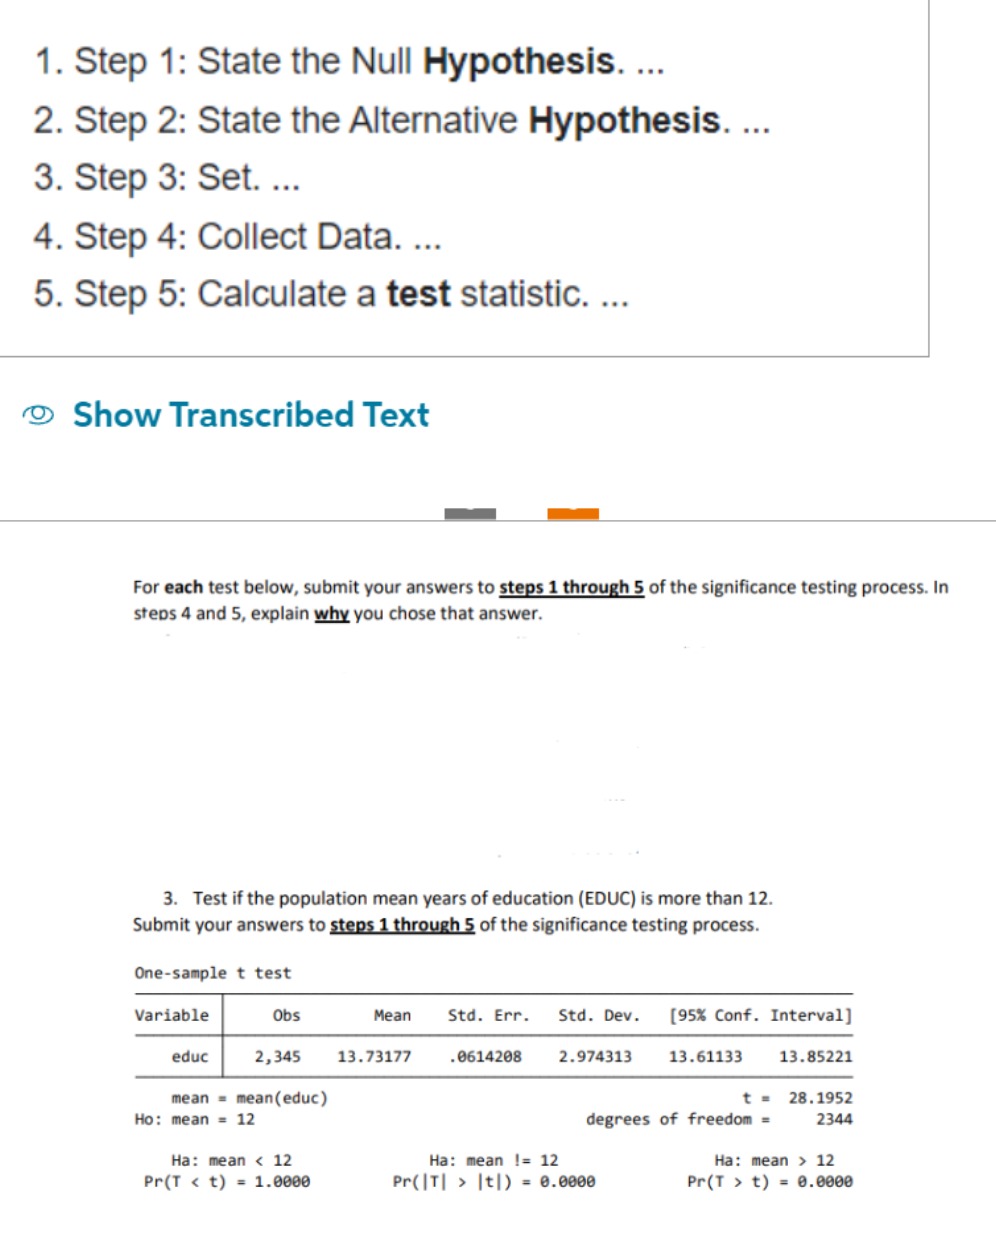 1. Step 1: State the Null Hypothesis. ...
2. Step 2: State the Alternative Hypothesis. ...
3. Step 3: Set. ...
4. Step 4: Collect Data. ...
5. Step 5: Calculate a test statistic. ...
Show Transcribed Text
For each test below, submit your answers to steps 1 through 5 of the significance testing process. In
steps 4 and 5, explain why you chose that answer.
3. Test if the population mean years of education (EDUC) is more than 12.
Submit your answers to steps 1 through 5 of the significance testing process.
One-sample t test
Variable Obs Mean Std. Err. Std. Dev. [95% Conf. Interval]
educ 2,345 13.73177 .0614208 2.974313 13.61133 13.85221
mean = mean(educ) t = 28.1952
Ho: mean = 12 degrees of freedom = 2344
Ha: mean < 12 Ha: mean != 12 Ha: mean > 12
Pr(T < t) = 1.0000 Pr(|T| > |t|) = 0.0000 Pr(T > t) = 0.0000